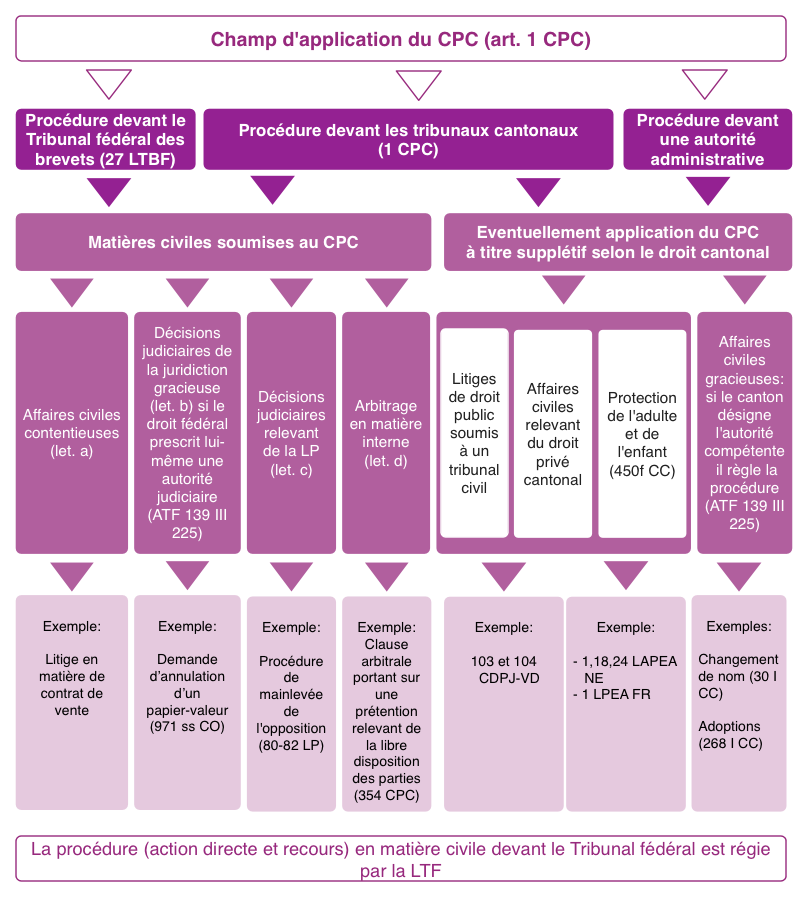 Champ d'application du CPC (art. 1 CPC)
Procédure devant le
Tribunal fédéral des
brevets (27 LTBF)
Procédure devant les tribunaux cantonaux
(1 CPC)
Procédure devant
une autorité
administrative
Matières civiles soumises au CPC
Eventuellement application du CPC
à titre supplétif selon le droit cantonal
Affaires civiles
contentieuses
(let. a)
Décisions
judiciaires de
la juridiction
gracieuse
(let. b) si le
droit fédéral
prescrit lui-
même une
autorité
judiciaire
(ATF 139 III
225)
Décisions
judiciaires
relevant
de la LP
(let. c)
Arbitrage
en matière
interne
(let. d)
Litiges
de droit
public
soumis
à un
tribunal
civil
Affaires
civiles
relevant
du droit
privé
cantonal
Protection
de l'adulte
et de
l'enfant
(450f CC)
Affaires
civiles
gracieuses:
si le canton
désigne
l'autorité
compétente
il règle la
procédure
(ATF 139 III
225)
Exemple:
Litige en
matière de
contrat de
vente
Exemple:
Demande
d'annulation
d'un
papier-valeur
(971 ss CO)
Exemple:
Procédure
de
mainlevée
de
l'opposition
(80-82 LP)
Exemple:
Clause
arbitrale
portant sur
une
prétention
relevant de
la libre
disposition
des parties
(354 CPC)
Exemple:
103 et 104
CDPJ-VD
Exemple:
- 1,18,24 LAPEA
NE
- 1 LPEA FR
Exemples:
Changement
de nom (30 I
CC)
Adoptions
(268 I CC)
La procédure (action directe et recours) en matière civile devant le Tribunal fédéral est régie
par la LTF